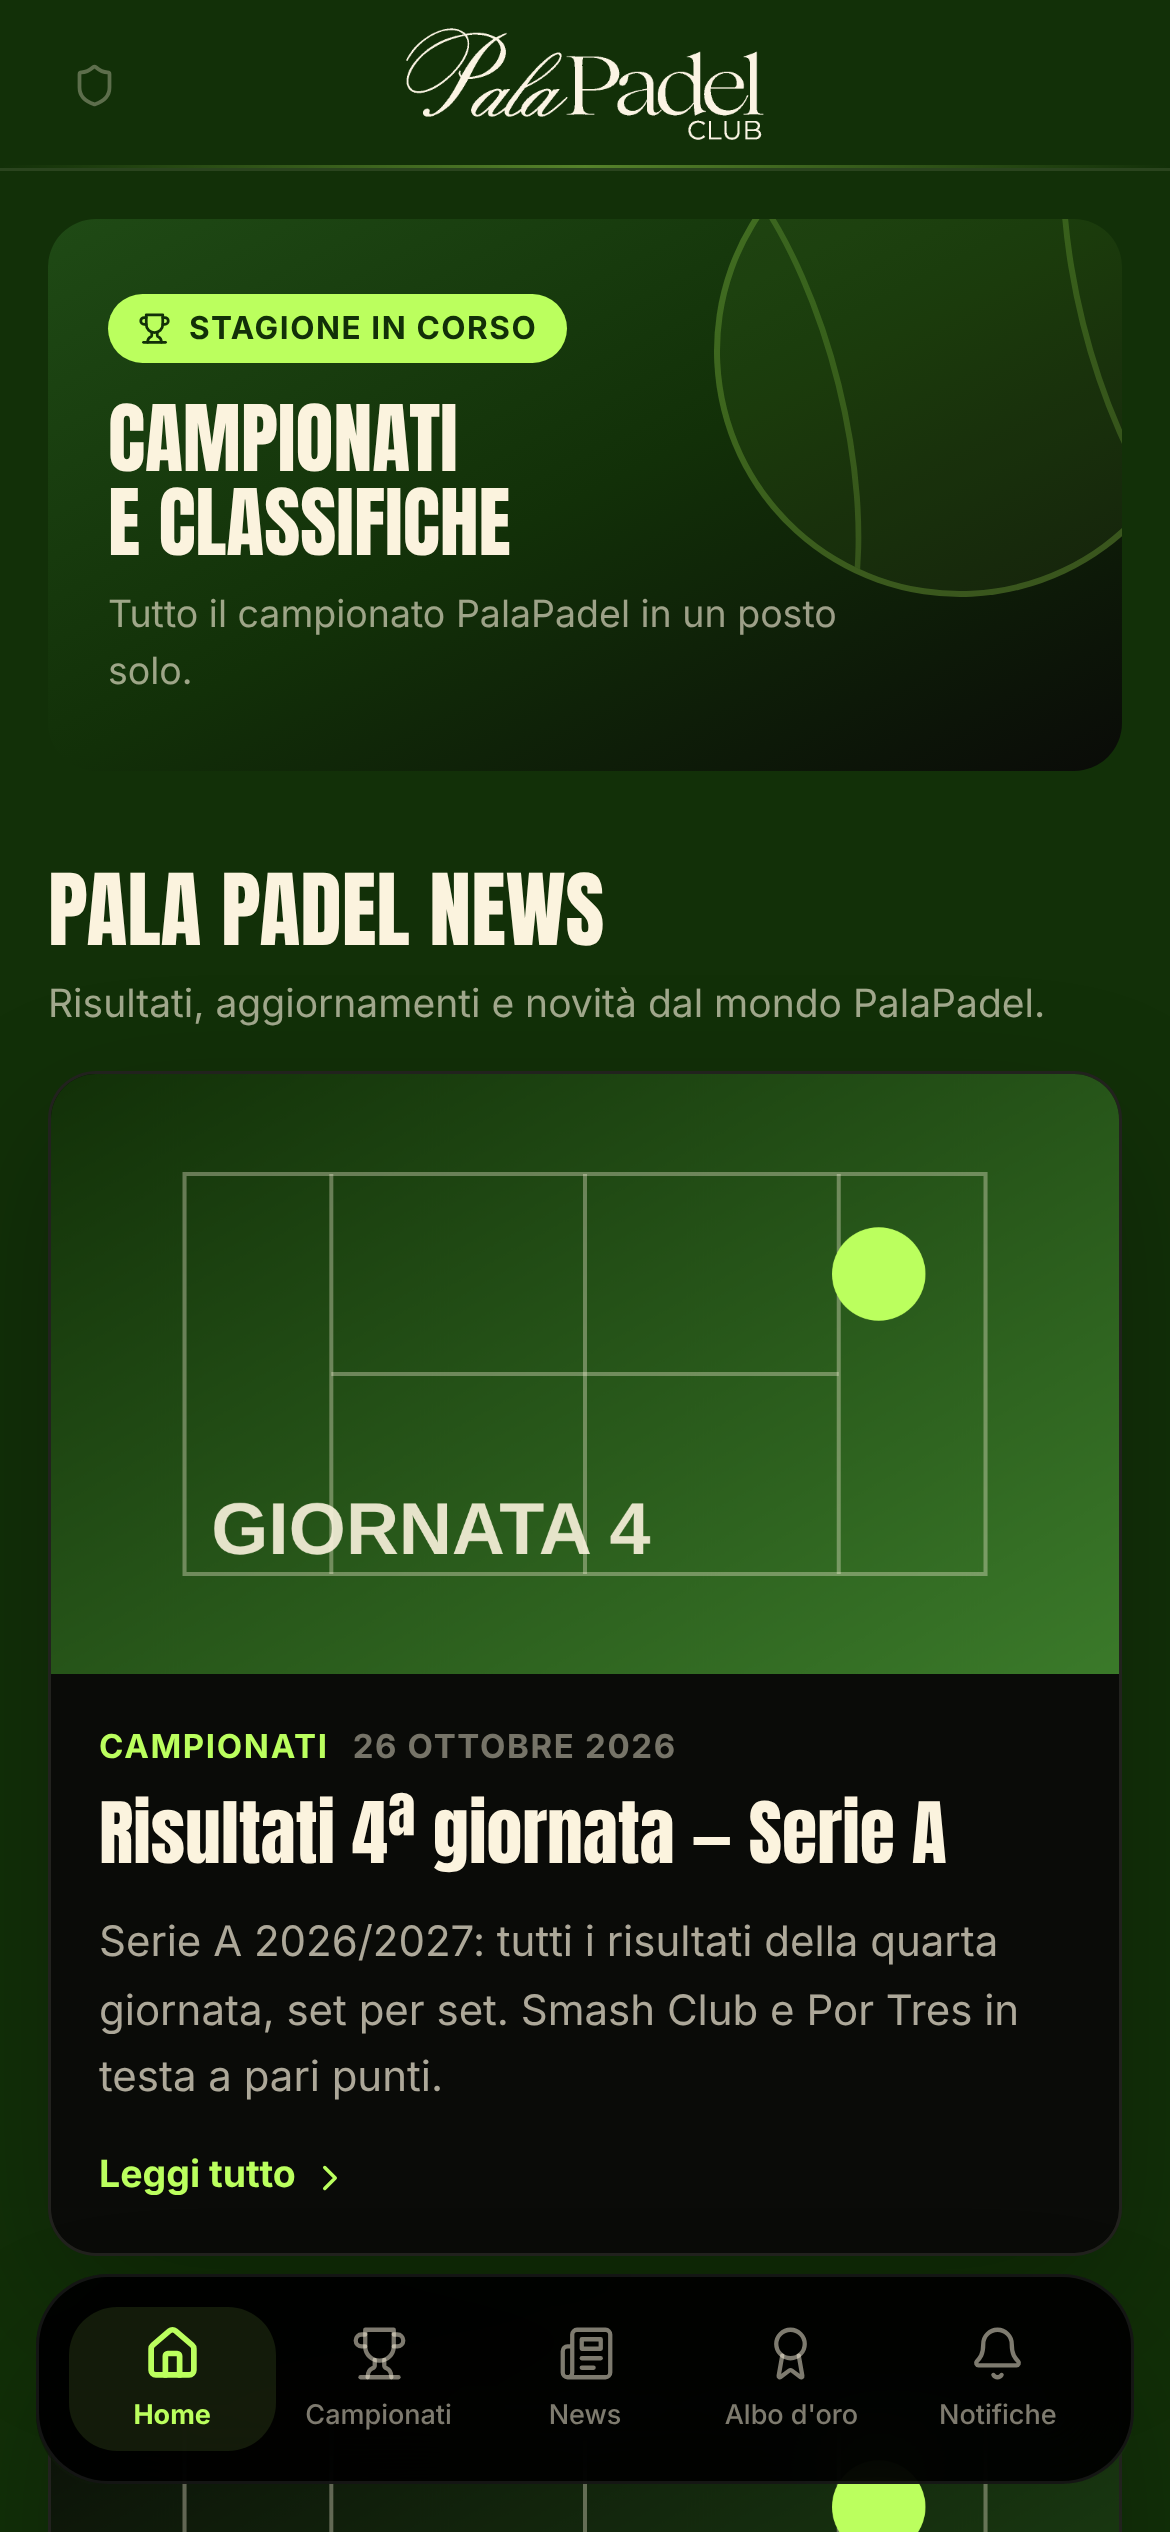 PalaPadel
CLUB
STAGIONE IN CORSO
CAMPIONATI
E CLASSIFICHE
Tutto il campionato PalaPadel in un posto
solo.
PALA PADEL NEWS
Risultati, aggiornamenti e novità dal mondo PalaPadel.
GIORNATA 4
CAMPIONATI 26 OTTOBRE 2026
Risultati 4ª giornata – Serie A
Serie A 2026/2027: tutti i risultati della quarta
giornata, set per set. Smash Club e Por Tres in
testa a pari punti.
Leggi tutto
Home Campionati News Albo d'oro Notifiche